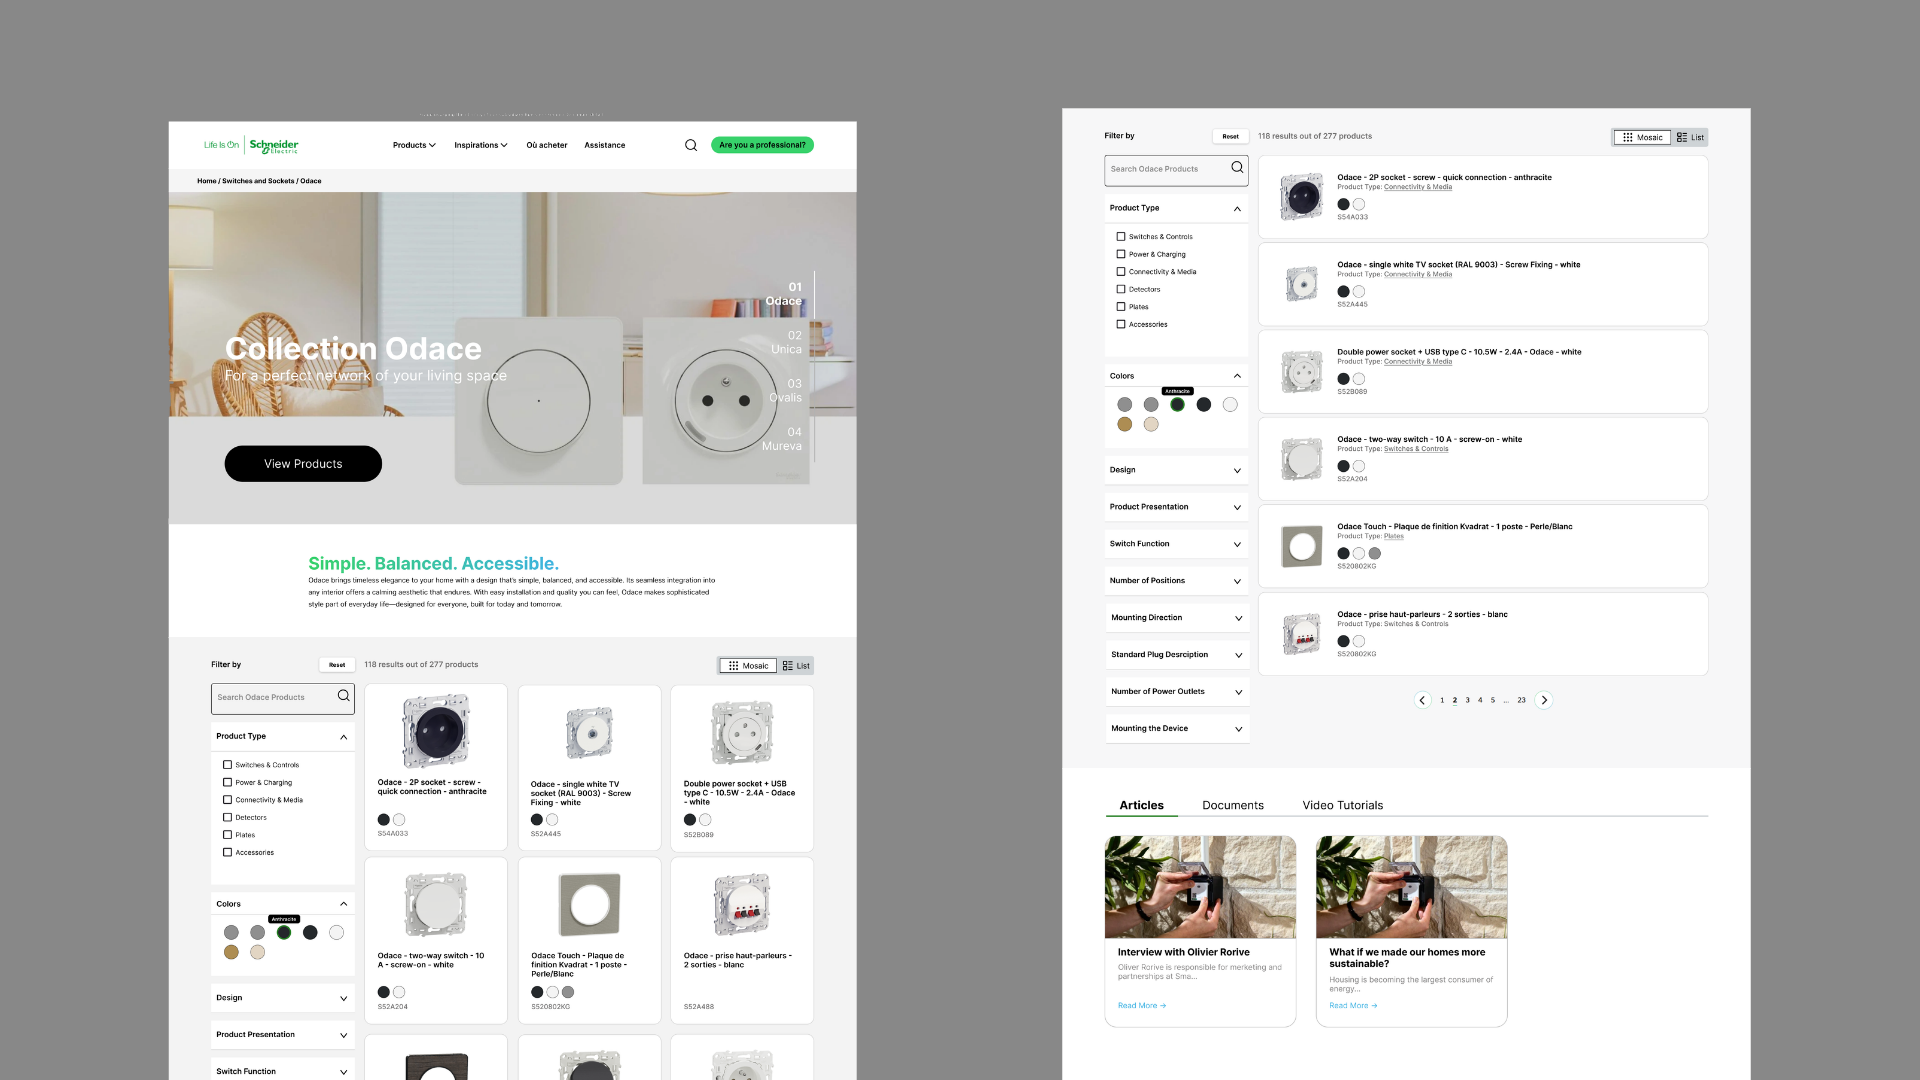 Life Is On
Schneider
Electric
Products
Inspirations
Où acheter
Assistance
Are you a professional?
Home / Switches and Sockets / Odace
01
Odace
02
Unica
03
Ovalis
04
Mureva
Collection Odace
For a perfect network of your living space
View Products
Simple. Balanced. Accessible.
Odace brings timeless elegance to your home with a design that's simple, balanced, and accessible. Its seamless integration into
any interior offers a calming aesthetic that endures. With easy installation and quality you can feel, Odace makes sophisticated
style part of everyday life—designed for everyone, built for today and tomorrow.
Filter by
Reset
118 results out of 277 products
Mosaic
List
Search Odace Products
Product Type
Switches & Controls
Power & Charging
Connectivity & Media
Detectors
Plates
Accessories
Colors
Anthracite
Design
Product Presentation
Switch Function
Odace - 2P socket - screw -
quick connection - anthracite
S54A033
Odace - single white TV
socket (RAL 9003) - Screw
Fixing - white
S52A445
Double power socket + USB
type C - 10.5W - 2.4A - Odace
- white
S52B089
Odace - two-way switch - 10
A - screw-on - white
S52A204
Odace Touch - Plaque de
finition Kvadrat - 1 poste -
Perle/Blanc
S520802KG
Odace - prise haut-parleurs -
2 sorties - blanc
S52A488
Filter by
Reset
118 results out of 277 products
Mosaic
List
Search Odace Products
Product Type
Switches & Controls
Power & Charging
Connectivity & Media
Detectors
Plates
Accessories
Colors
Anthracite
Design
Product Presentation
Switch Function
Number of Positions
Mounting Direction
Standard Plug Desrciption
Number of Power Outlets
Mounting the Device
Odace - 2P socket - screw - quick connection - anthracite
Product Type: Connectivity & Media
S54A033
Odace - single white TV socket (RAL 9003) - Screw Fixing - white
Product Type: Connectivity & Media
S52A445
Double power socket + USB type C - 10.5W - 2.4A - Odace - white
Product Type: Connectivity & Media
S52B089
Odace - two-way switch - 10 A - screw-on - white
Product Type: Switches & Controls
S52A204
Odace Touch - Plaque de finition Kvadrat - 1 poste - Perle/Blanc
Product Type: Plates
S520802KG
Odace - prise haut-parleurs - 2 sorties - blanc
Product Type: Switches & Controls
S520802KG
1 2 3 4 5 ... 23
Articles
Documents
Video Tutorials
Interview with Olivier Rorive
Oliver Rorive is responsible for merketing and
partnerships at Sma...
Read More →
What if we made our homes more
sustainable?
Housing is becoming the largest consumer of
energy...
Read More →